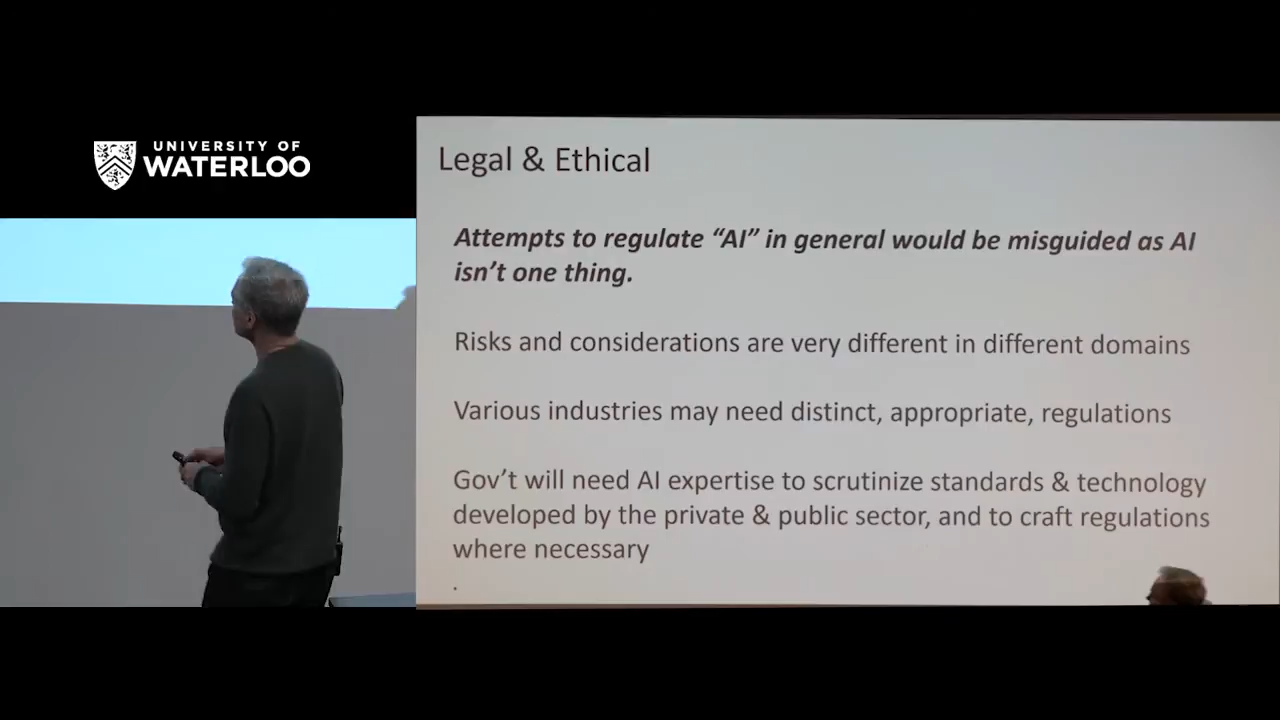 UNIVERSITY OF
WATERLOO
Legal & Ethical
Attempts to regulate “AI” in general would be misguided as AI
isn’t one thing.
Risks and considerations are very different in different domains
Various industries may need distinct, appropriate, regulations
Gov’t will need AI expertise to scrutinize standards & technology
developed by the private & public sector, and to craft regulations
where necessary
.